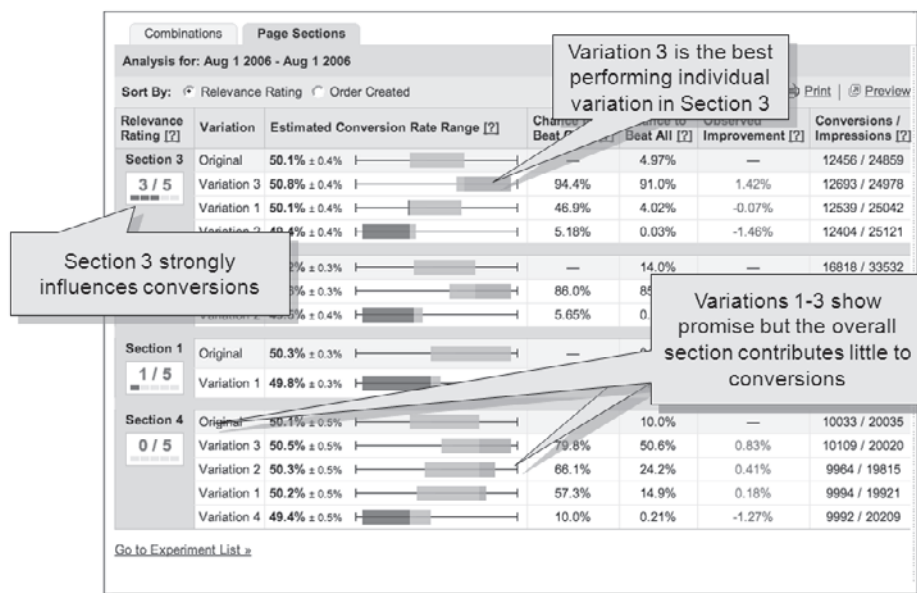 Combinations Page Sections
Analysis for: Aug 1 2006 - Aug 1 2006
Sort By: Relevance Rating Order Created Print | Preview
Variation 3 is the best
performing individual
variation in Section 3
Relevance Rating [?] Variation Estimated Conversion Rate Range [?] Beat All [?] Improvement [?] Conversions / Impressions [?]
Section 3 Original 50.1% ± 0.4% — 4.97% — 12456 / 24859
3 / 5 Variation 3 50.8% ± 0.4% 94.4% 91.0% 1.42% 12693 / 24978
Variation 1 50.1% ± 0.4% 46.9% 4.02% -0.07% 12539 / 25042
± 0.4% 5.18% 0.03% -1.46% 12404 / 25121
Section 3 strongly
influences conversions
± 0.3% — 14.0% — 16818 / 33532
± 0.3% 86.0%
± 0.4% 5.65%
Variations 1-3 show
promise but the overall
section contributes little to
conversions
Section 1 Original 50.3% ± 0.3% —
1 / 5 Variation 1 49.8% ± 0.3%
Section 4 Original 50.1% ± 0.5% 10.0% — 10033 / 20035
0 / 5 Variation 3 50.5% ± 0.5% 79.8% 50.6% 0.83% 10109 / 20020
Variation 2 50.3% ± 0.5% 66.1% 24.2% 0.41% 9964 / 19815
Variation 1 50.2% ± 0.5% 57.3% 14.9% 0.18% 9994 / 19921
Variation 4 49.4% ± 0.5% 10.0% 0.21% -1.27% 9992 / 20209
Go to Experiment List »